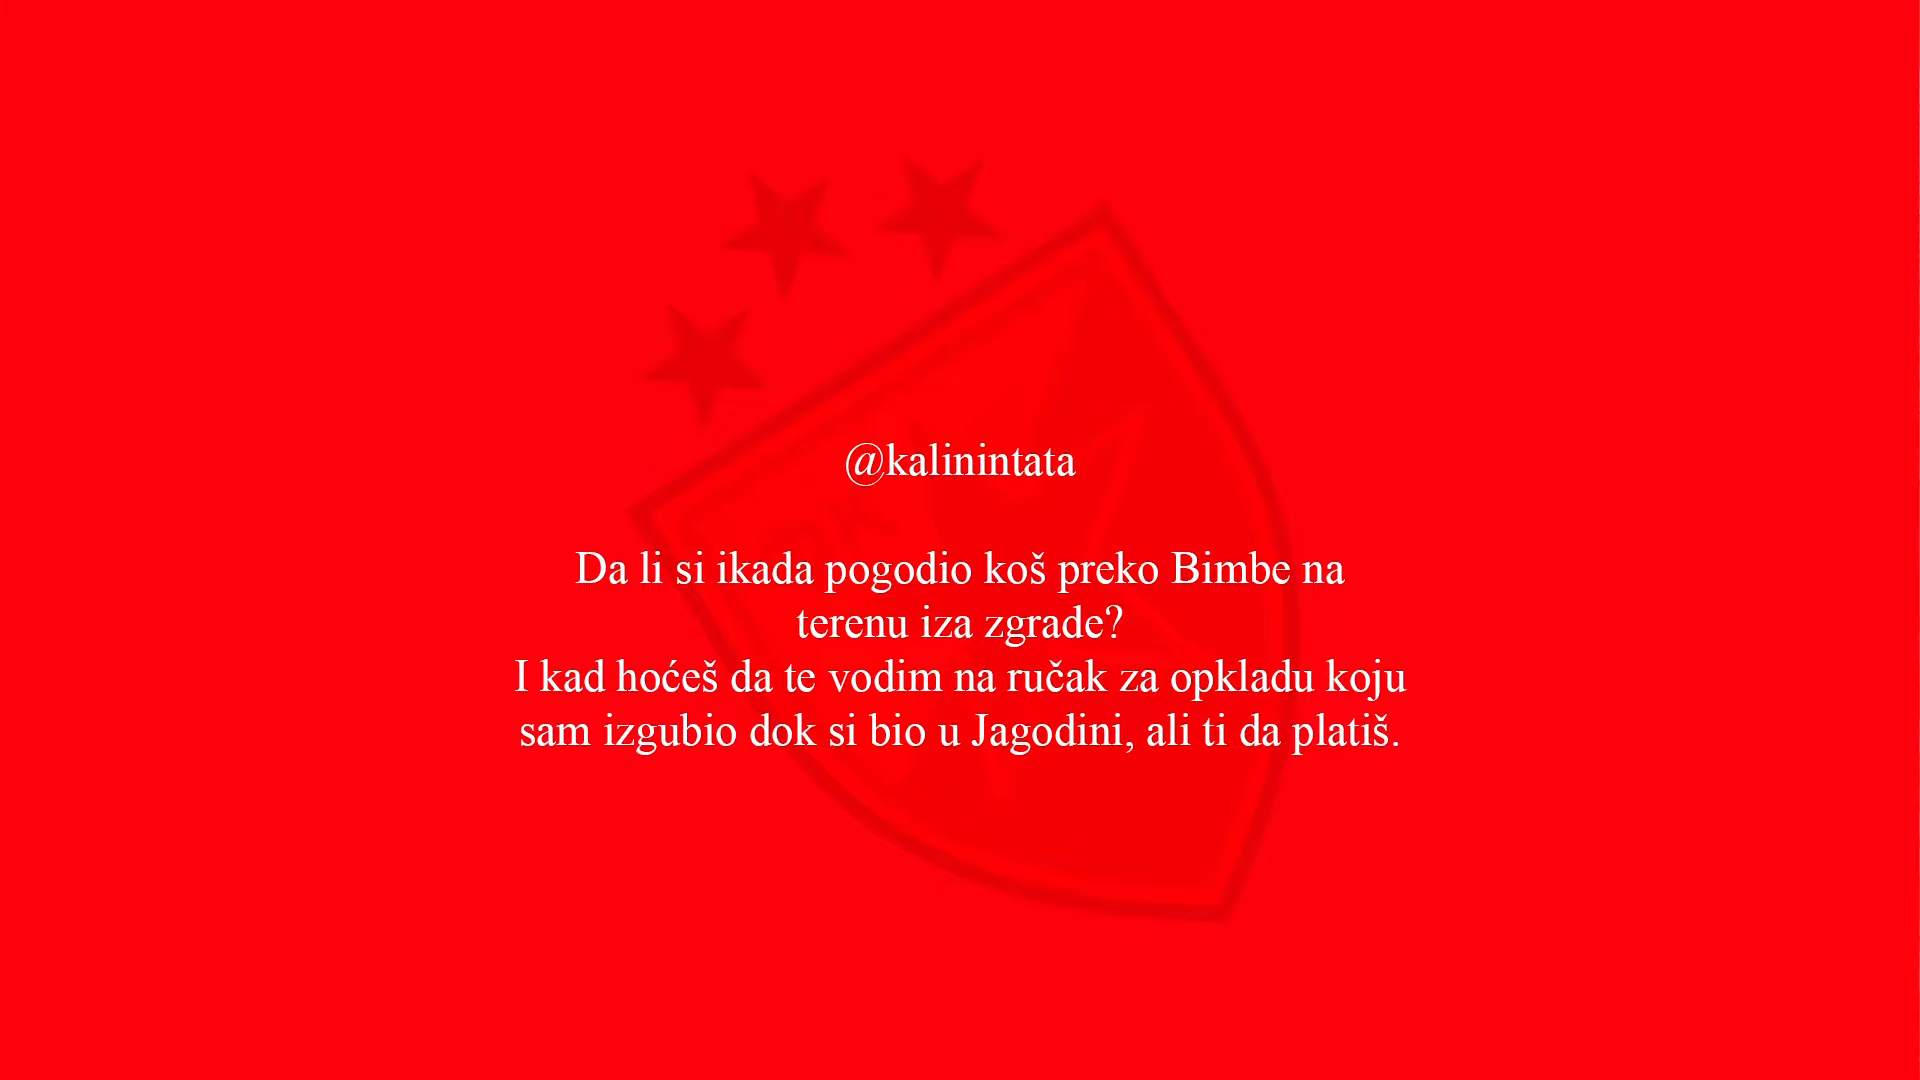 @kalinintata
Da li si ikada pogodio koš preko Bimbe na
terenu iza zgrade?
I kad hoćeš da te vodim na ručak za opkladu koju
sam izgubio dok si bio u Jagodini, ali ti da platiš.